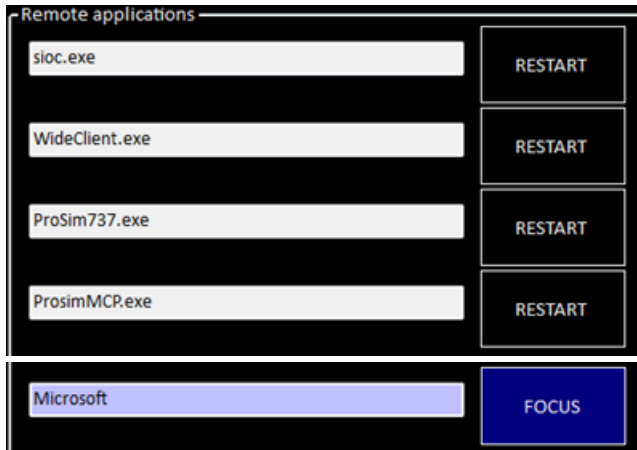 Remote applications
sioc.exe
RESTART
WideClient.exe
RESTART
ProSim737.exe
RESTART
ProsimMCP.exe
RESTART
Microsoft
FOCUS